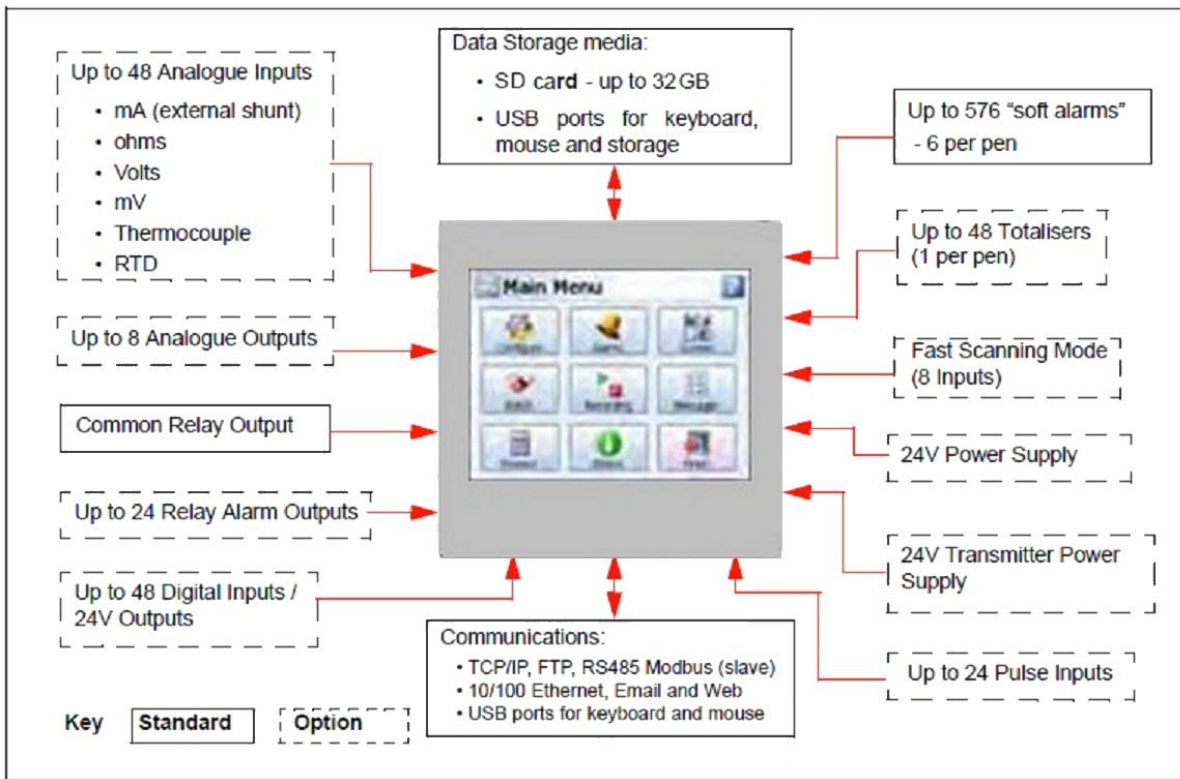 Data Storage media:
• SD card - up to 32GB
• USB ports for keyboard,
mouse and storage
Up to 48 Analogue Inputs
• mA (external shunt)
• ohms
• Volts
• mV
• Thermocouple
• RTD
Up to 8 Analogue Outputs
Common Relay Output
Up to 24 Relay Alarm Outputs
Up to 48 Digital Inputs /
24V Outputs
Main Menu
Up to 576 “soft alarms”
- 6 per pen
Up to 48 Totalisers
(1 per pen)
Fast Scanning Mode
(8 Inputs)
24V Power Supply
24V Transmitter Power
Supply
Up to 24 Pulse Inputs
Communications:
• TCP/IP, FTP, RS485 Modbus (slave)
• 10/100 Ethernet, Email and Web
• USB ports for keyboard and mouse
Key Standard Option